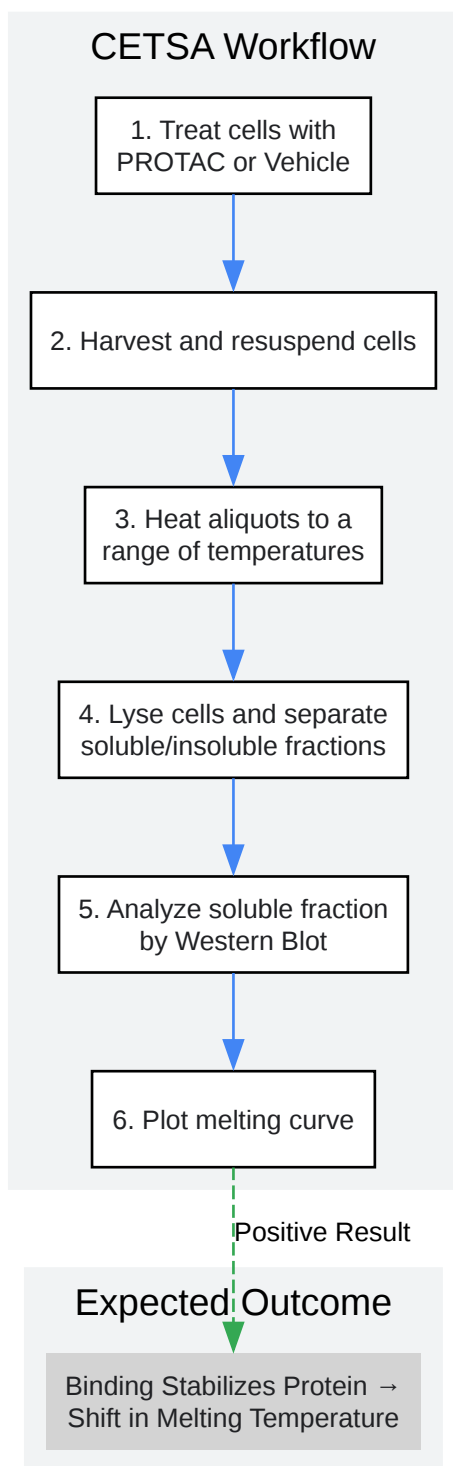 CETSA Workflow
1. Treat cells with
PROTAC or Vehicle
2. Harvest and resuspend cells
3. Heat aliquots to a
range of temperatures
4. Lyse cells and separate
soluble/insoluble fractions
5. Analyze soluble fraction
by Western Blot
6. Plot melting curve
Positive Result
Expected Outcome
Binding Stabilizes Protein →
Shift in Melting Temperature